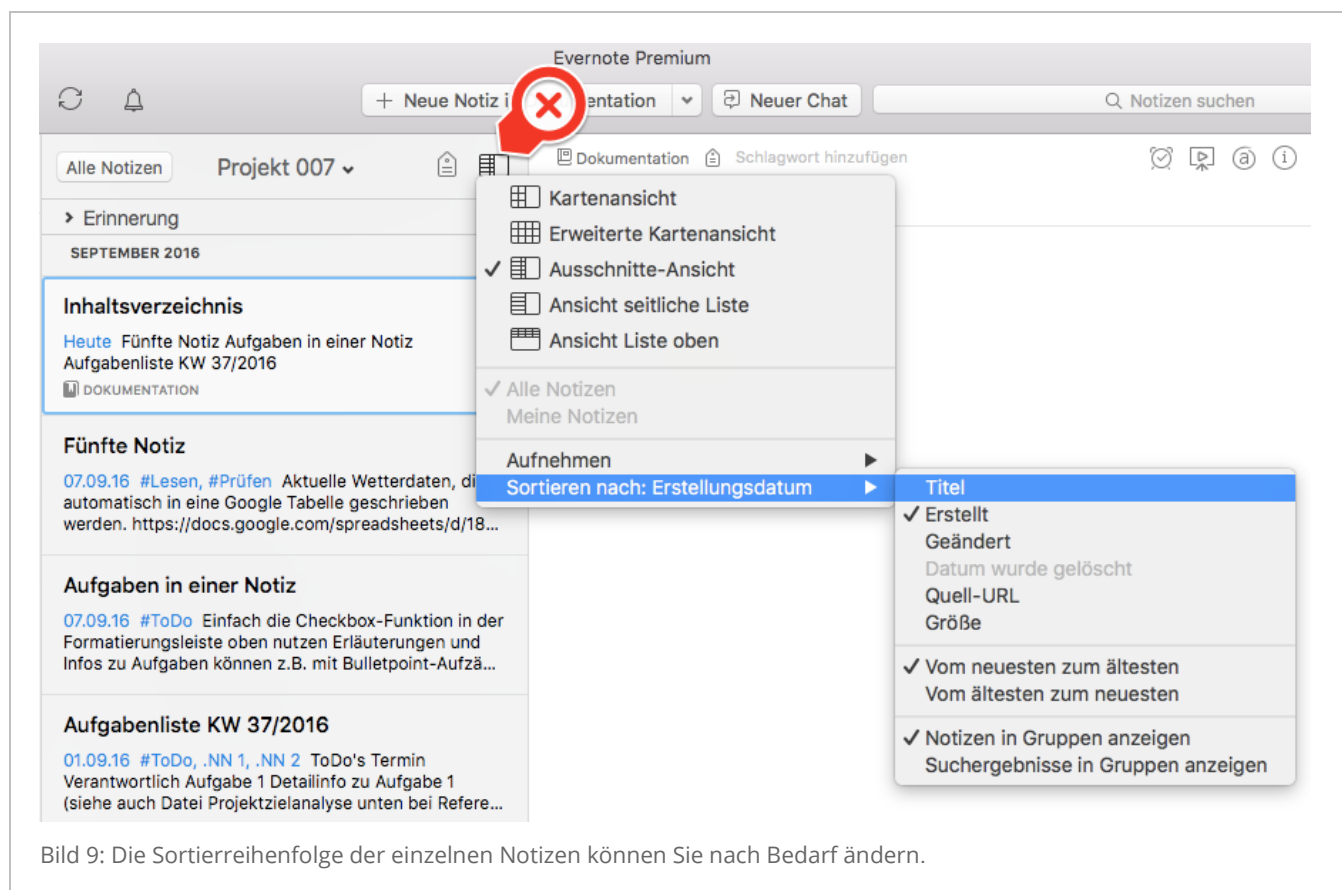 Evernote Premium
+ Neue Notiz i entation
Neuer Chat
Notizen suchen
Alle Notizen
Projekt 007
Dokumentation
Schlagwort hinzufügen
> Erinnerung
SEPTEMBER 2016
Inhaltsverzeichnis
Heute Fünfte Notiz Aufgaben in einer Notiz
Aufgabenliste KW 37/2016
DOKUMENTATION
Fünfte Notiz
07.09.16 #Lesen, #Prüfen Aktuelle Wetterdaten, di
automatisch in eine Google Tabelle geschrieben
werden. https://docs.google.com/spreadsheets/d/18...
Aufgaben in einer Notiz
07.09.16 #ToDo Einfach die Checkbox-Funktion in der
Formatierungsleiste oben nutzen Erläuterungen und
Infos zu Aufgaben können z.B. mit Bulletpoint-Aufzä...
Aufgabenliste KW 37/2016
01.09.16 #ToDo, .NN 1, .NN 2 ToDo's Termin
Verantwortlich Aufgabe 1 Detailinfo zu Aufgabe 1
(siehe auch Datei Projektzielanalyse unten bei Refere...
Kartenansicht
Erweiterte Kartenansicht
✓ Ausschnitte-Ansicht
Ansicht seitliche Liste
Ansicht Liste oben
✓ Alle Notizen
Meine Notizen
Aufnehmen
Sortieren nach: Erstellungsdatum
Titel
✓ Erstellt
Geändert
Datum wurde gelöscht
Quell-URL
Größe
✓ Vom neuesten zum ältesten
Vom ältesten zum neuesten
✓ Notizen in Gruppen anzeigen
Suchergebnisse in Gruppen anzeigen
Bild 9: Die Sortierreihenfolge der einzelnen Notizen können Sie nach Bedarf ändern.